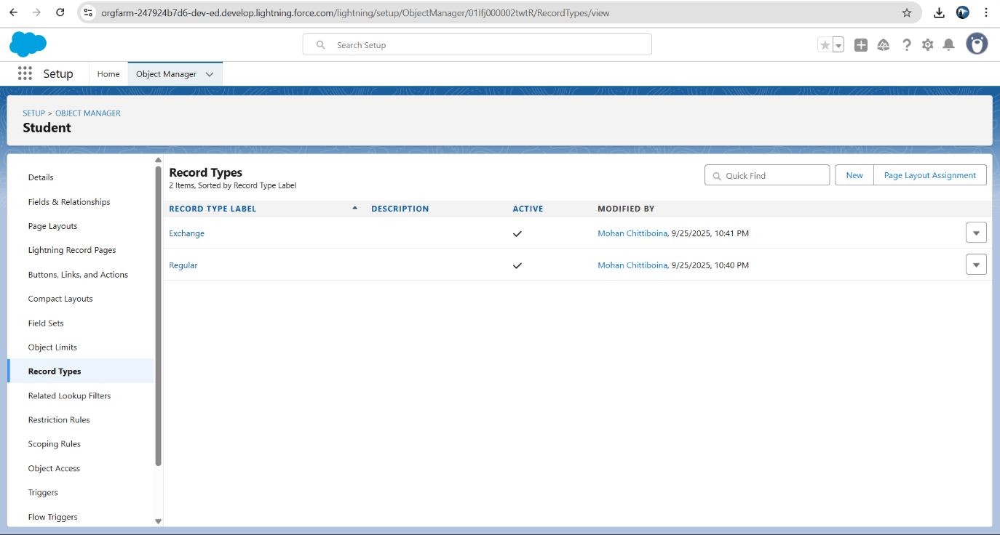 orgfarm-247924b7d6-dev-ed.develop.lightning.force.com/lightning/setup/ObjectManager/01Ifj000002twtR/RecordTypes/view
Search Setup
Setup
Home
Object Manager
SETUP > OBJECT MANAGER
Student
Details
Fields & Relationships
Page Layouts
Lightning Record Pages
Buttons, Links, and Actions
Compact Layouts
Field Sets
Object Limits
Record Types
Related Lookup Filters
Restriction Rules
Scoping Rules
Object Access
Triggers
Flow Triggers
Record Types
2 Items, Sorted by Record Type Label
Quick Find
New
Page Layout Assignment
RECORD TYPE LABEL DESCRIPTION ACTIVE MODIFIED BY
Exchange Mohan Chittiboina, 9/25/2025, 10:41 PM
Regular Mohan Chittiboina, 9/25/2025, 10:40 PM